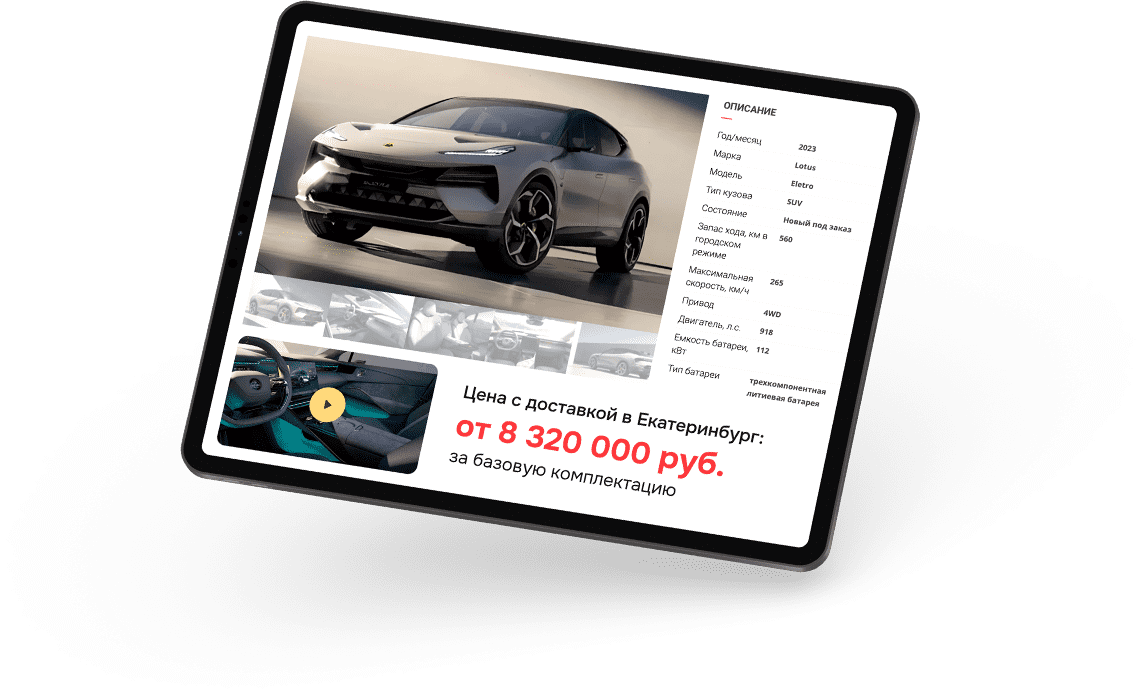 ОПИСАНИЕ
Год/месяц 2023
Марка Lotus
Модель Eletro
Тип кузова SUV
Состояние Новый под заказ
Запас хода, км в 560
городском
режиме
Максимальная 265
скорость, км/ч
Привод 4WD
Двигатель, л.с. 918
Емкость батареи, 112
кВт
Тип батареи трехкомпонентная
литиевая батарея
Цена с доставкой в Екатеринбург:
от 8 320 000 руб.
за базовую комплектацию